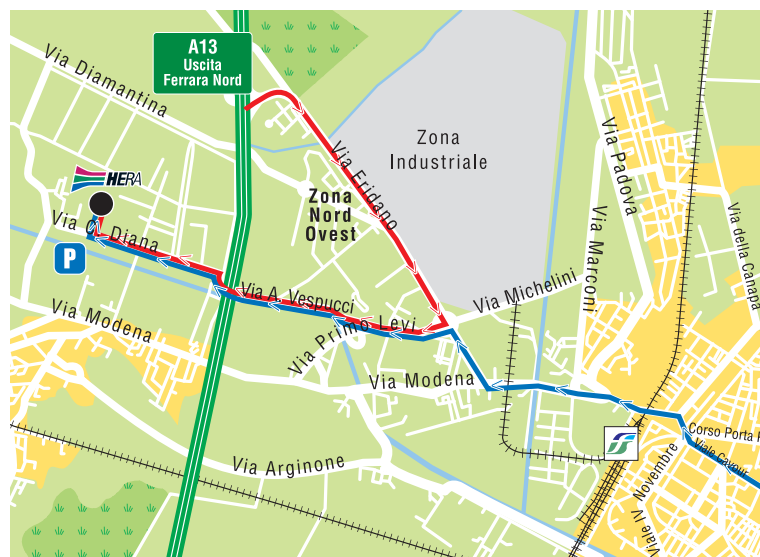 A13
Uscita
Ferrara Nord
Via Diamantina
Zona
Industriale
Via Eridano
Zona
Nord
Ovest
HERA
Via C. Diana
P
Via A. Vespucci
Via Primo Levi
Via Michelini
Via Marconi
Via Padova
Via della Canapa
Via Modena
Via Modena
Via Arginone
Corso Porta P
Viale Cavour
Viale IV Novembre